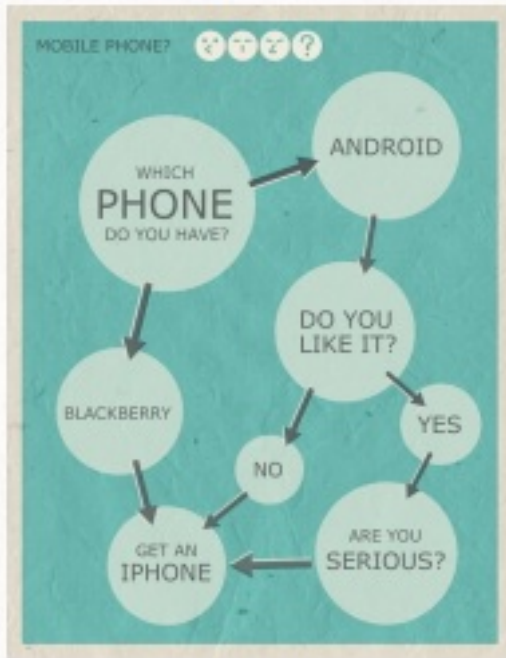 MOBILE PHONE?
?
WHICH
PHONE
DO YOU HAVE?
ANDROID
DO YOU
LIKE IT?
BLACKBERRY
YES
NO
ARE YOU
SERIOUS?
GET AN
IPHONE